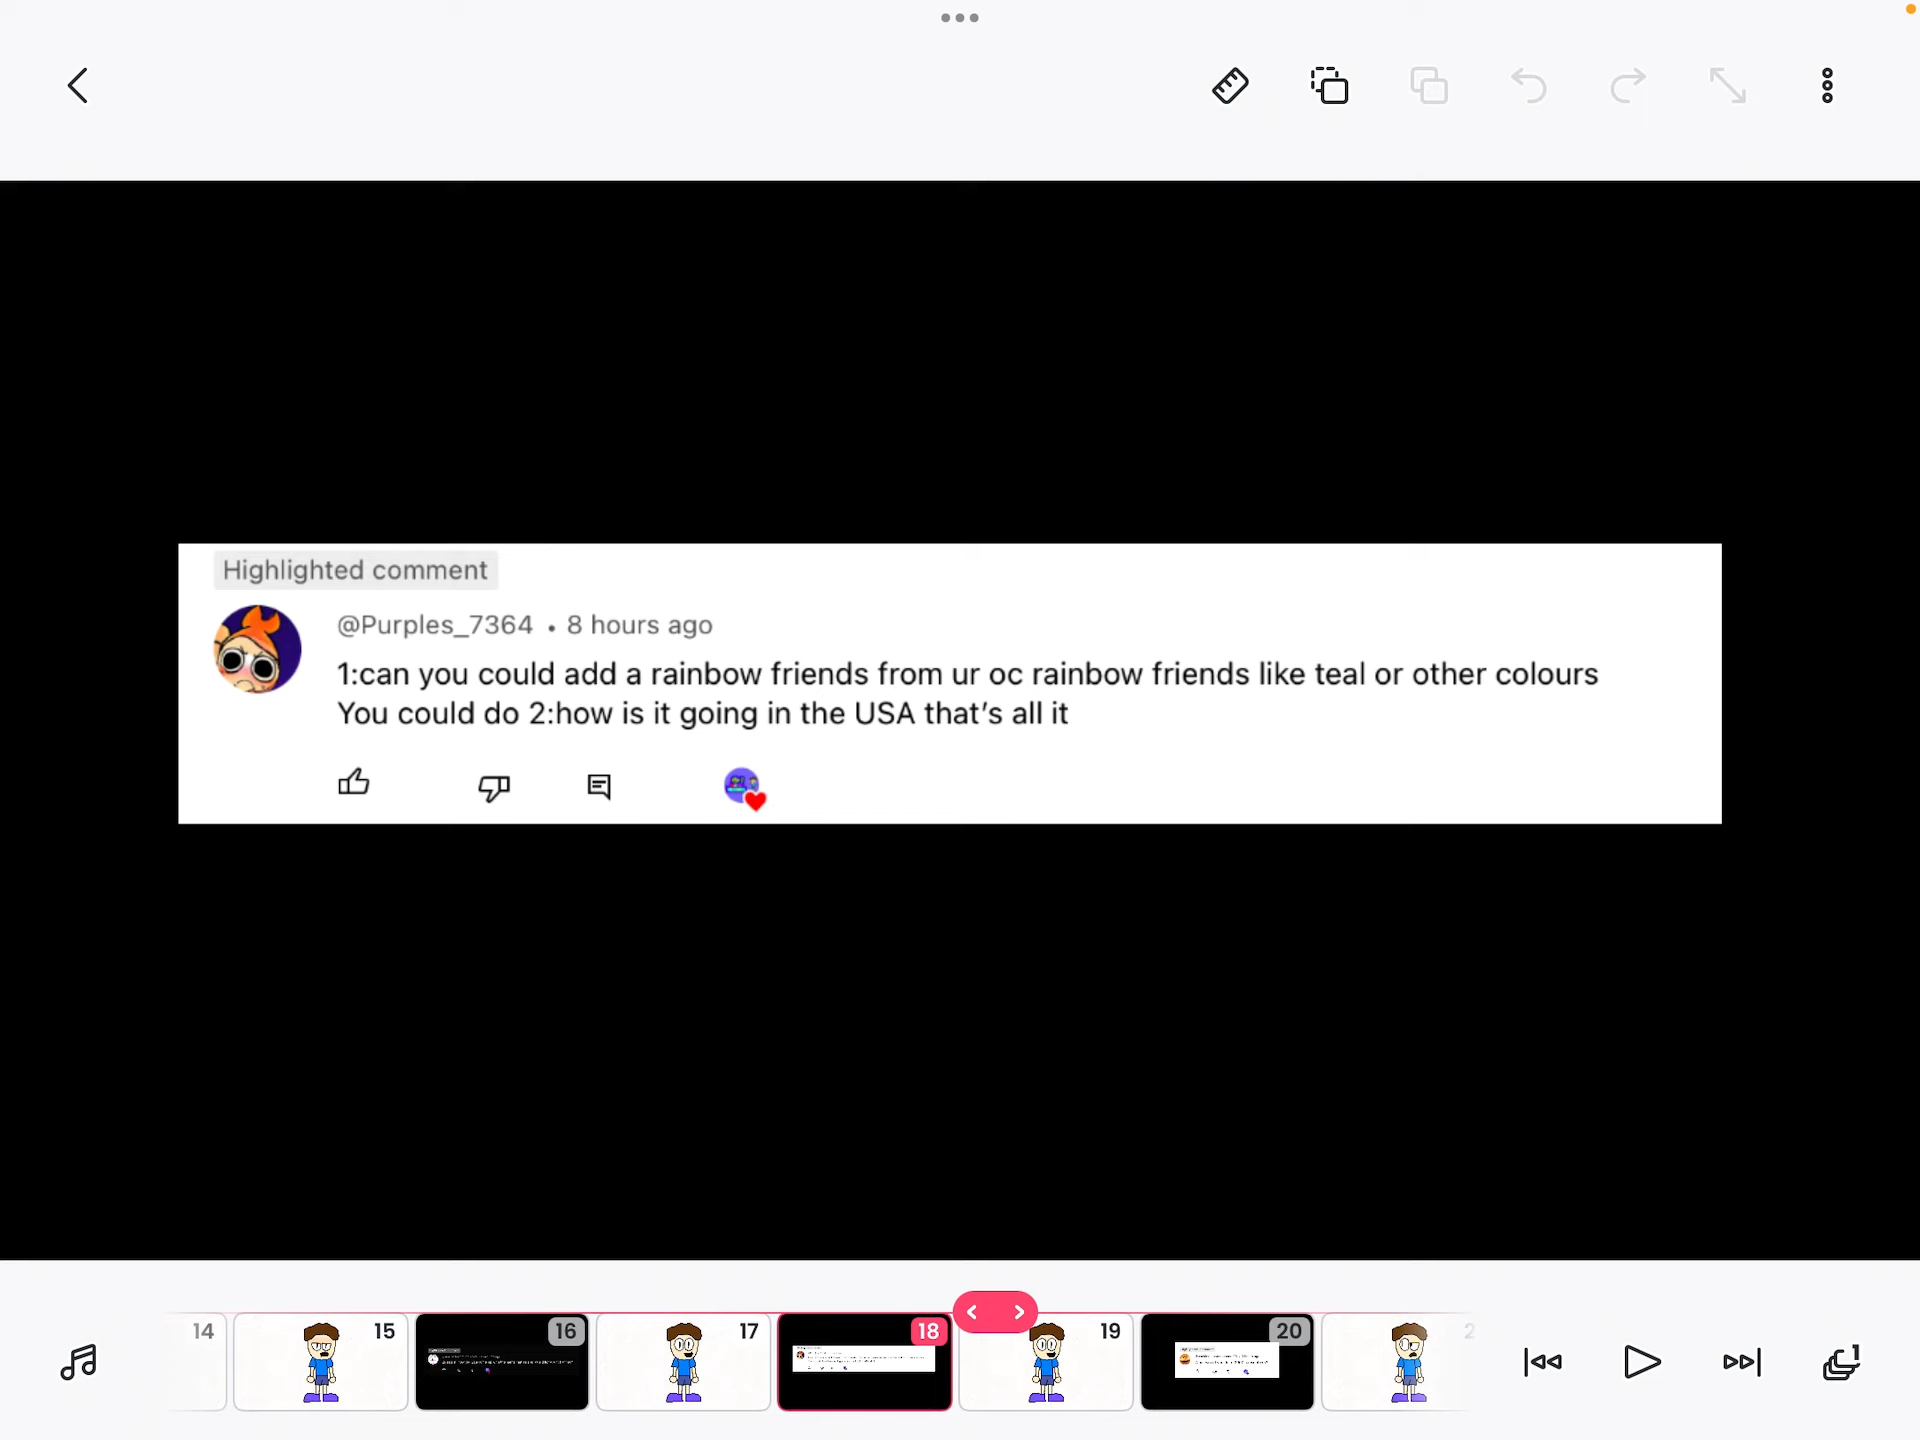 Highlighted comment
@Purples_7364 • 8 hours ago
1:can you could add a rainbow friends from ur oc rainbow friends like teal or other colours
You could do 2:how is it going in the USA that's all it
14
15
16
17
18
19
20
2
1